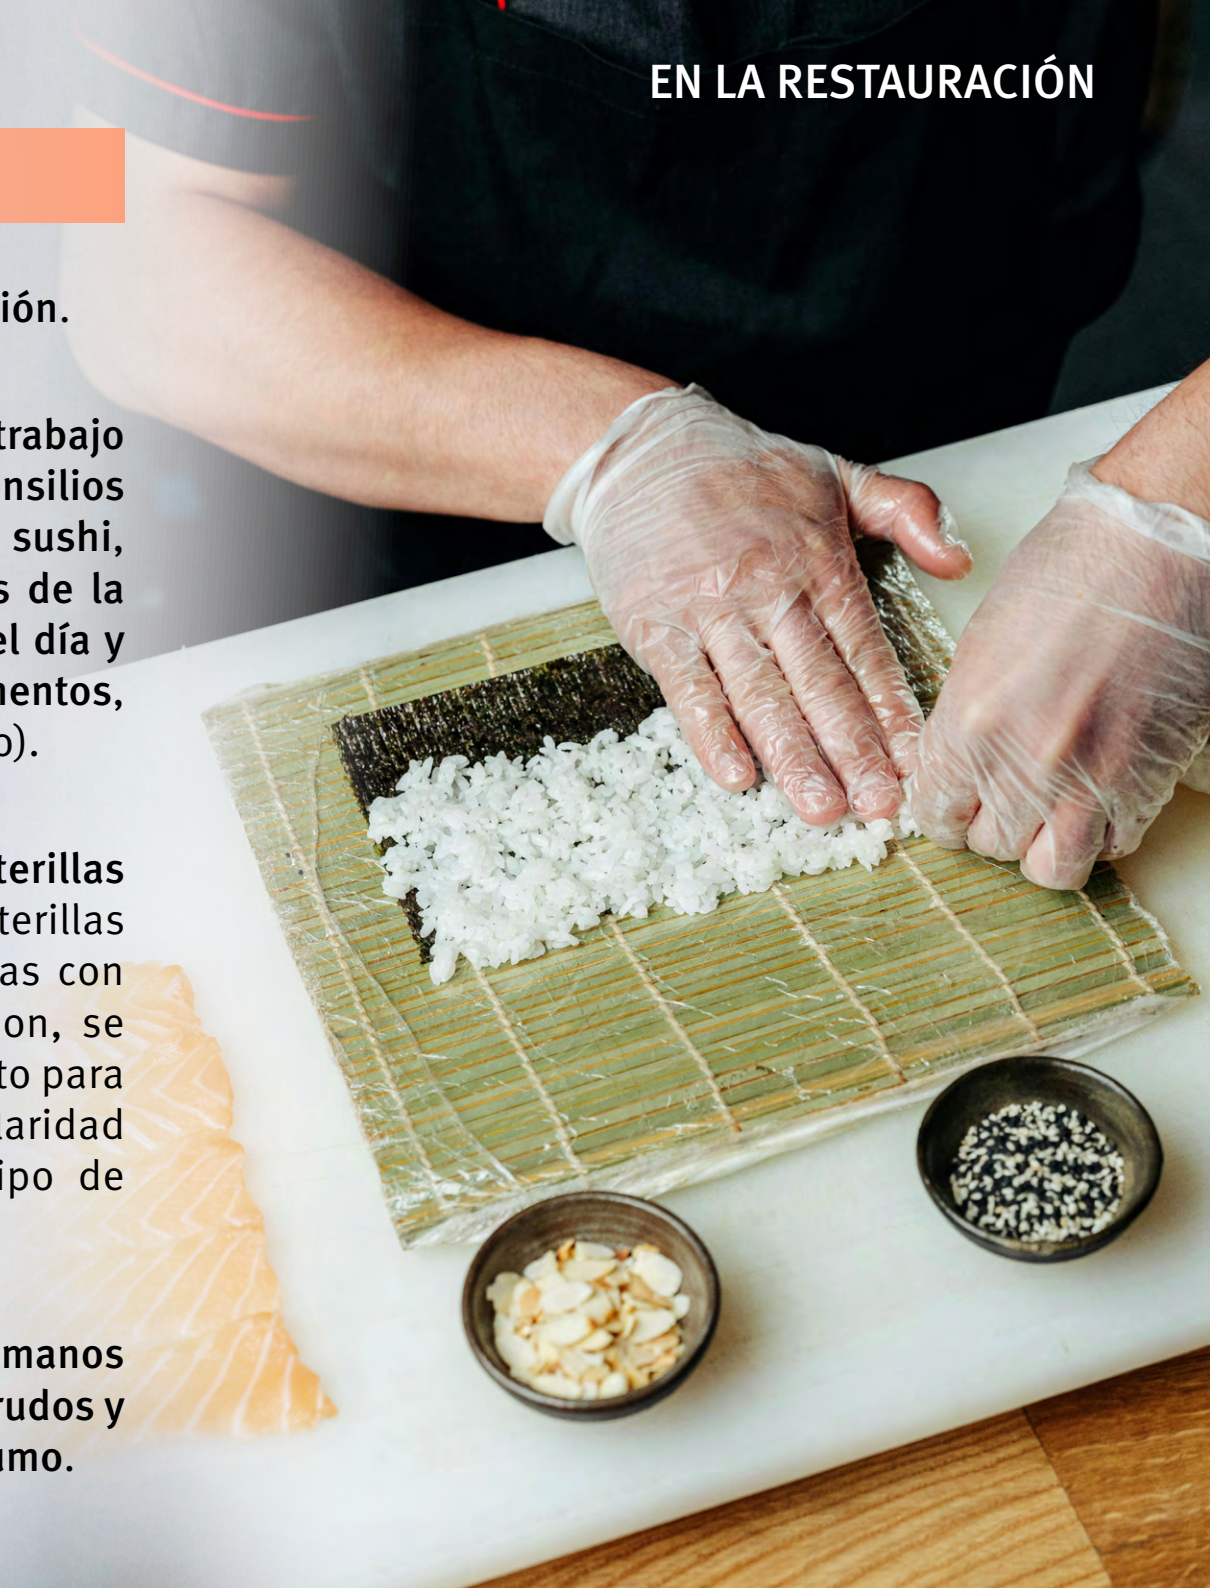 EN LA RESTAURACIÓN
ión.
trabajo
nsilios
sushi,
s de la
el día y
mentos,
o).
terillas
terillas
as con
on, se
to para
laridad
ipo de
manos
rudos y
umo.